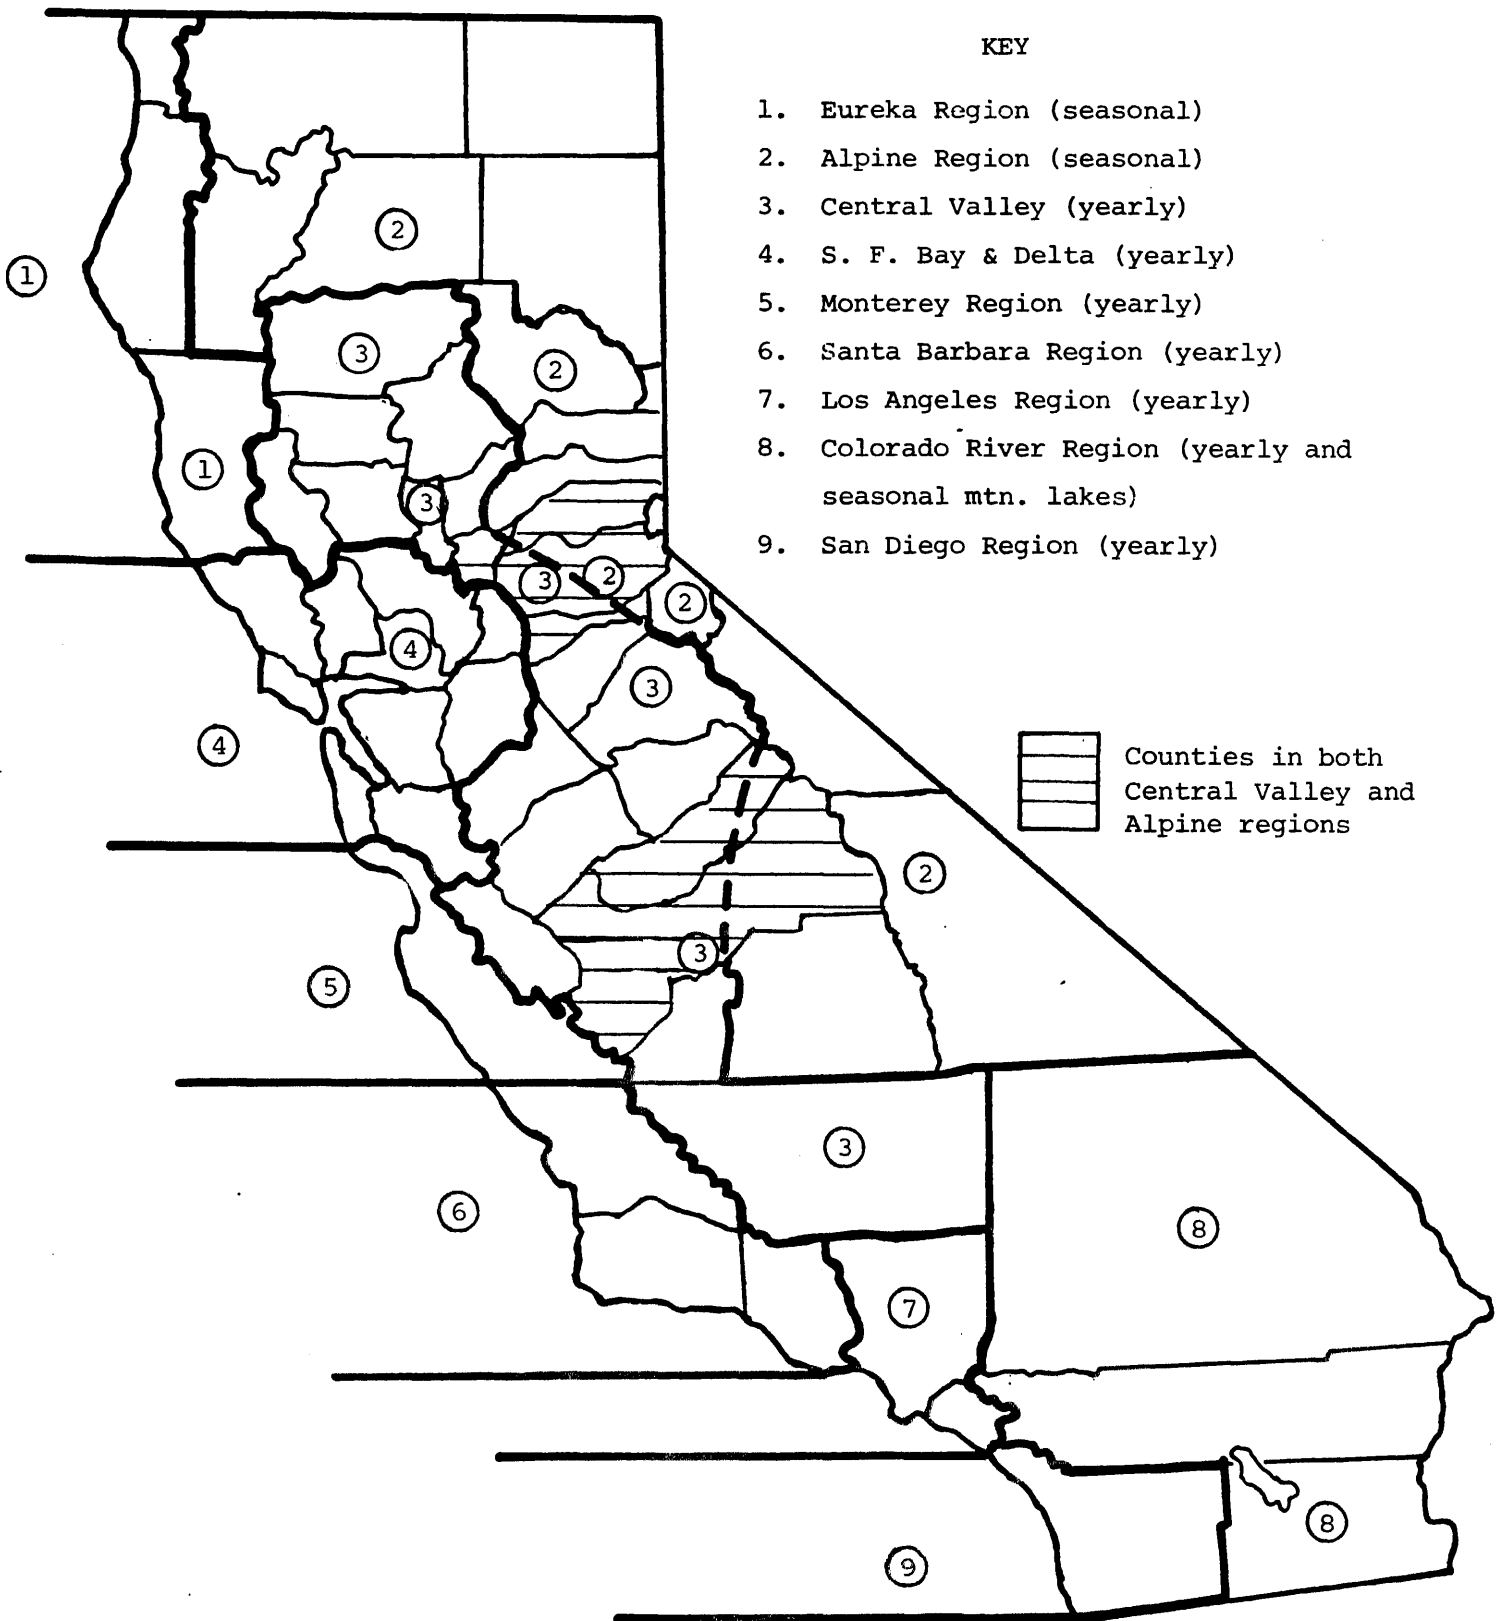 KEY
1. Eureka Region (seasonal)
2. Alpine Region (seasonal)
3. Central Valley (yearly)
4. S. F. Bay & Delta (yearly)
5. Monterey Region (yearly)
6. Santa Barbara Region (yearly)
7. Los Angeles Region (yearly)
8. Colorado River Region (yearly and
seasonal mtn. lakes)
9. San Diego Region (yearly)
2
1
3
2
1
3
3
2
2
4
3
4
Counties in both
Central Valley and
Alpine regions
2
3
5
3
6
8
7
8
9